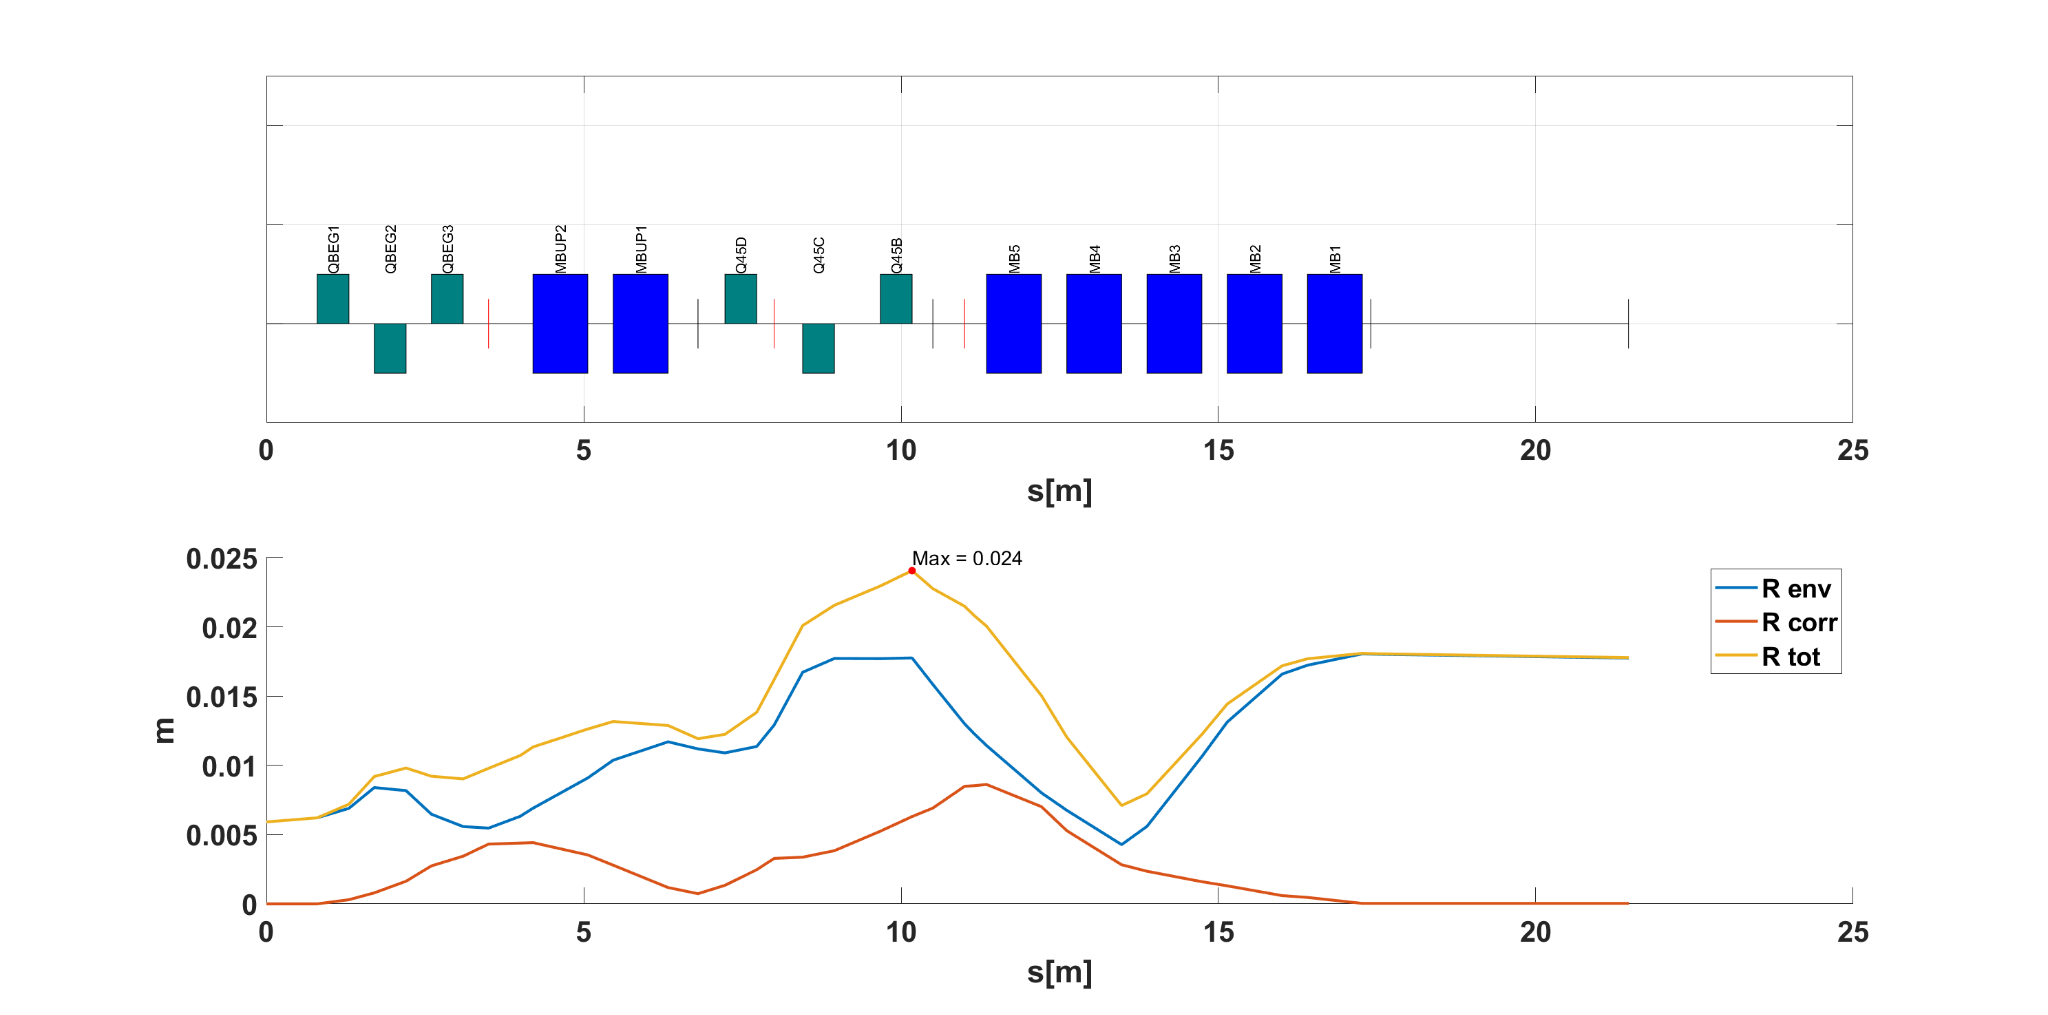 QBEG1
QBEG2
QBEG3
MBUP2
MBUP1
Q45D
Q45C
Q45B
MB5
MB4
MB3
MB2
MB1
0 5 10 15 20 25
s[m]
Max = 0.024
0.025
0.02
0.015
0.01
0.005
0
m
R env
R corr
R tot
0 5 10 15 20 25
s[m]